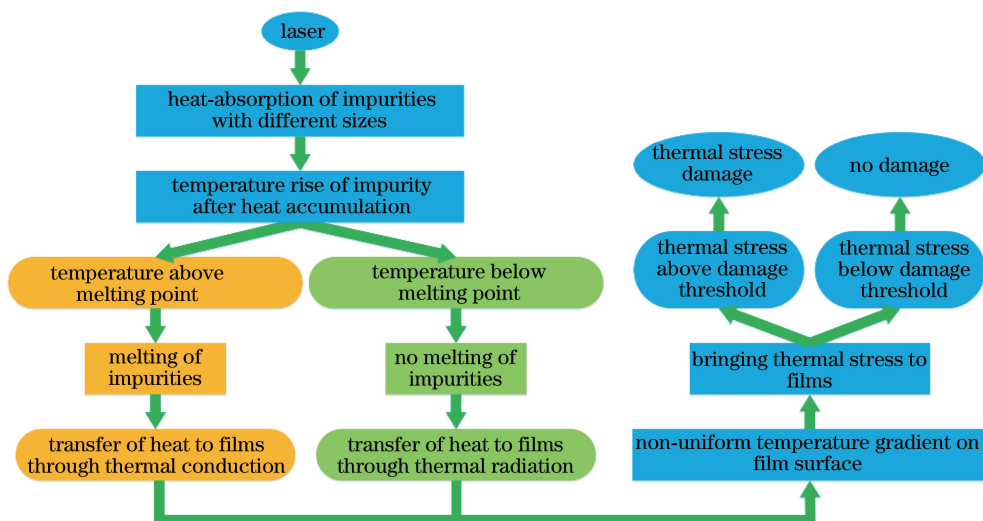 laser
heat-absorption of impurities
with different sizes
temperature rise of impurity
after heat accumulation
temperature above
melting point
temperature below
melting point
melting of
impurities
no melting of
impurities
transfer of heat to films
through thermal conduction
transfer of heat to films
through thermal radiation
non-uniform temperature gradient on
film surface
bringing thermal stress to
films
thermal stress
above damage
threshold
thermal stress
below damage
threshold
thermal stress
damage
no damage